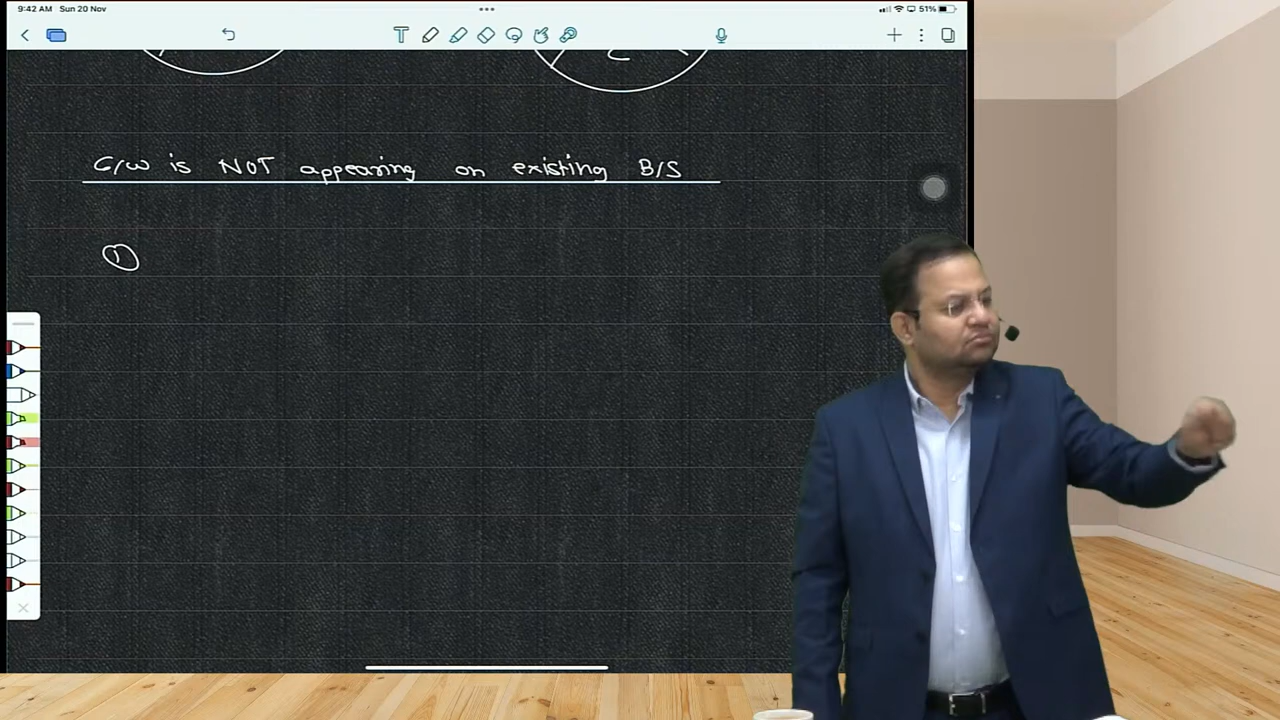 9:42 AM Sun 20 Nov
51%
T
G/W is NOT appearing on existing B/S
①